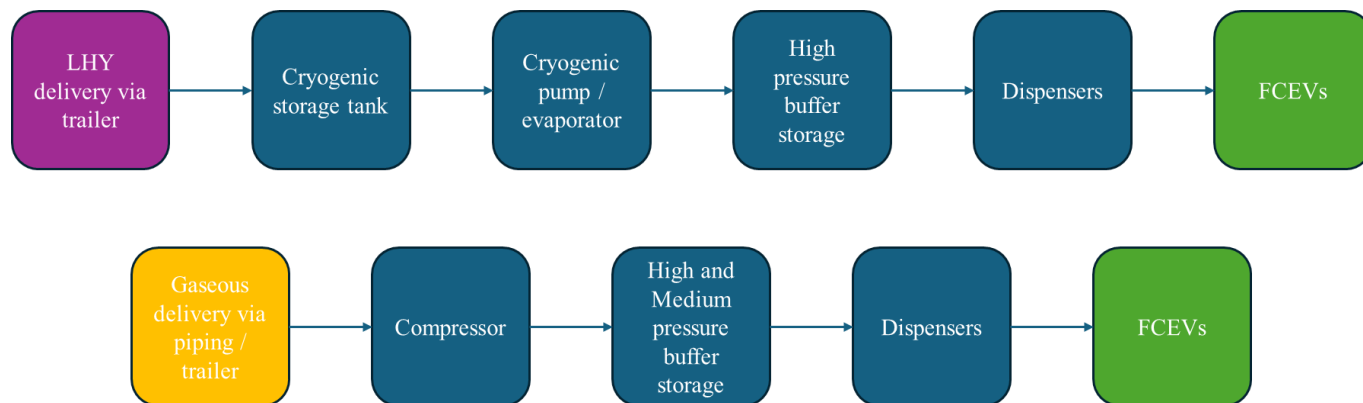 LHY
delivery via
trailer
Cryogenic
storage tank
Cryogenic
pump /
evaporator
High
pressure
buffer
storage
Dispensers
FCEVs
Gaseous
delivery via
piping /
trailer
Compressor
High and
Medium
pressure
buffer
storage
Dispensers
FCEVs